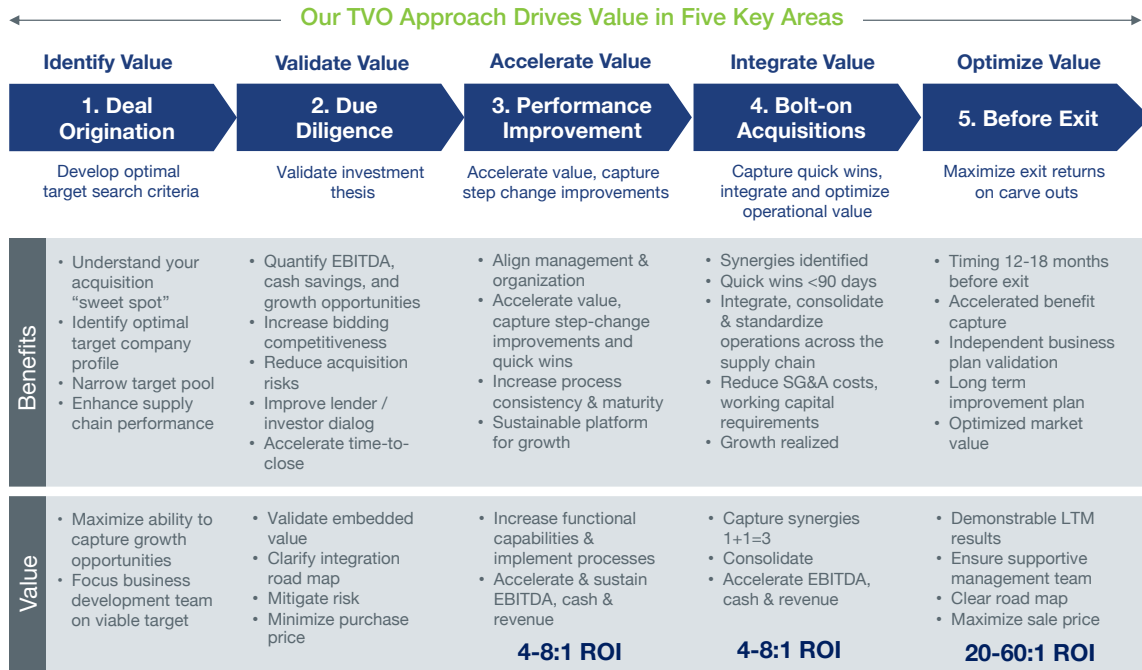 Our TVO Approach Drives Value in Five Key Areas
Identify Value
1. Deal
Origination
Develop optimal
target search criteria
Validate Value
2. Due
Diligence
Validate investment
thesis
Accelerate Value
3. Performance
Improvement
Accelerate value, capture
step change improvements
Integrate Value
4. Bolt-on
Acquisitions
Capture quick wins,
integrate and optimize
operational value
Optimize Value
5. Before Exit
Maximize exit returns
on carve outs
Benefits
• Understand your
acquisition
“sweet spot”
• Identify optimal
target company
profile
• Narrow target pool
• Enhance supply
chain performance
• Quantify EBITDA,
cash savings, and
growth opportunities
• Increase bidding
competitiveness
• Reduce acquisition
risks
• Improve lender /
investor dialog
• Accelerate time-to-
close
• Align management &
organization
• Accelerate value,
capture step-change
improvements and
quick wins
• Increase process
consistency & maturity
• Sustainable platform
for growth
• Synergies identified
• Quick wins <90 days
• Integrate, consolidate
& standardize
operations across the
supply chain
• Reduce SG&A costs,
working capital
requirements
• Growth realized
• Timing 12-18 months
before exit
• Accelerated benefit
capture
• Independent business
plan validation
• Long term
improvement plan
• Optimized market
value
Value
• Maximize ability to
capture growth
opportunities
• Focus business
development team
on viable target
• Validate embedded
value
• Clarify integration
road map
• Mitigate risk
• Minimize purchase
price
• Increase functional
capabilities &
implement processes
• Accelerate & sustain
EBITDA, cash &
revenue
4-8:1 ROI
• Capture synergies
1+1=3
• Consolidate
• Accelerate EBITDA,
cash & revenue
4-8:1 ROI
• Demonstrable LTM
results
• Ensure supportive
management team
• Clear road map
• Maximize sale price
20-60:1 ROI